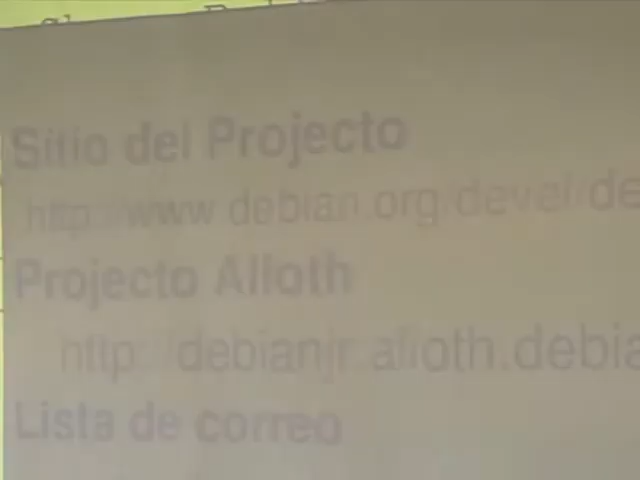 Sitio del Projecto
http://www.debian.org/devel/de
Projecto Alioth
http://debianjr.alioth.debia
Lista de correo